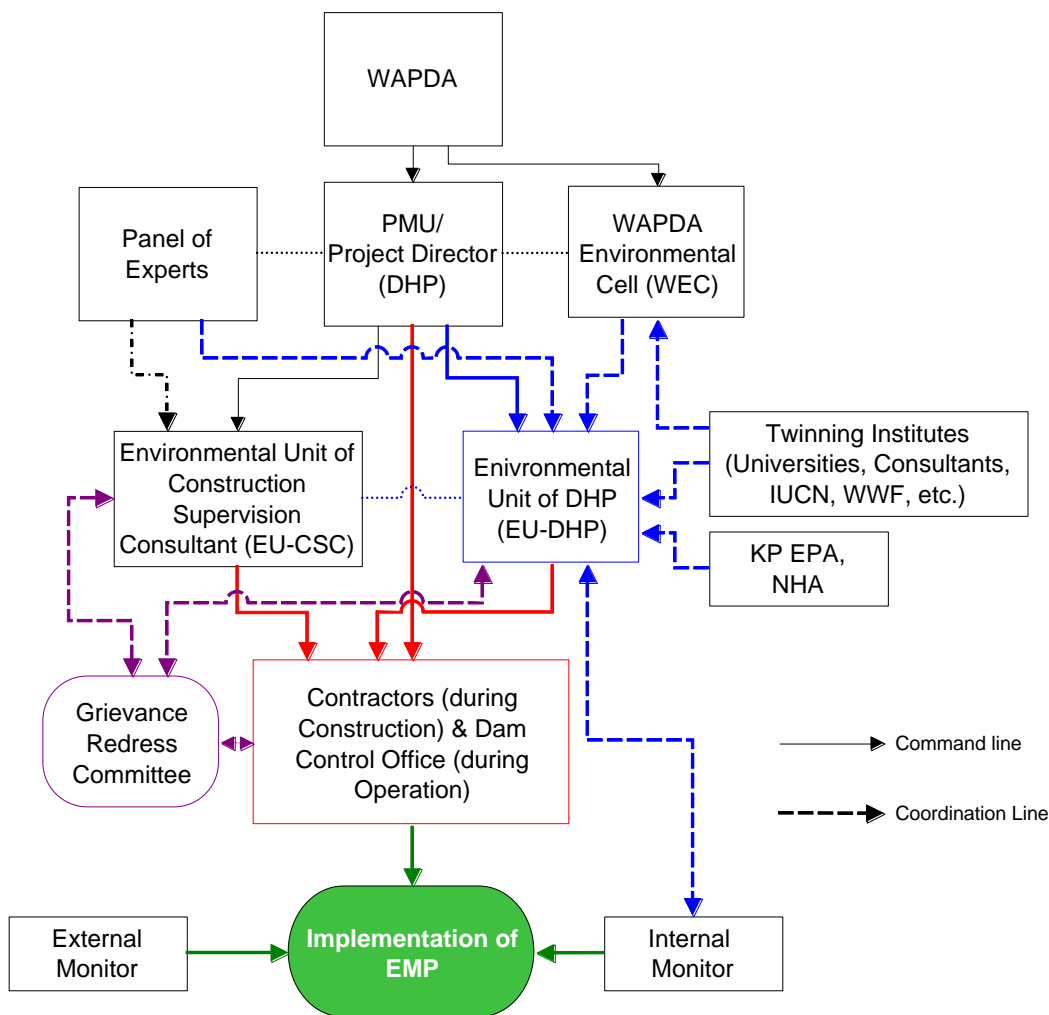 WAPDA
Panel of
Experts
PMU/
Project Director
(DHP)
WAPDA
Environmental
Cell (WEC)
Environmental Unit of
Construction
Supervision
Consultant (EU-CSC)
Enivronmental
Unit of DHP
(EU-DHP)
Twinning Institutes
(Universities, Consultants,
IUCN, WWF, etc.)
KP EPA,
NHA
Grievance
Redress
Committee
Contractors (during
Construction) & Dam
Control Office (during
Operation)
Command line
Coordination Line
External
Monitor
Implementation of
EMP
Internal
Monitor